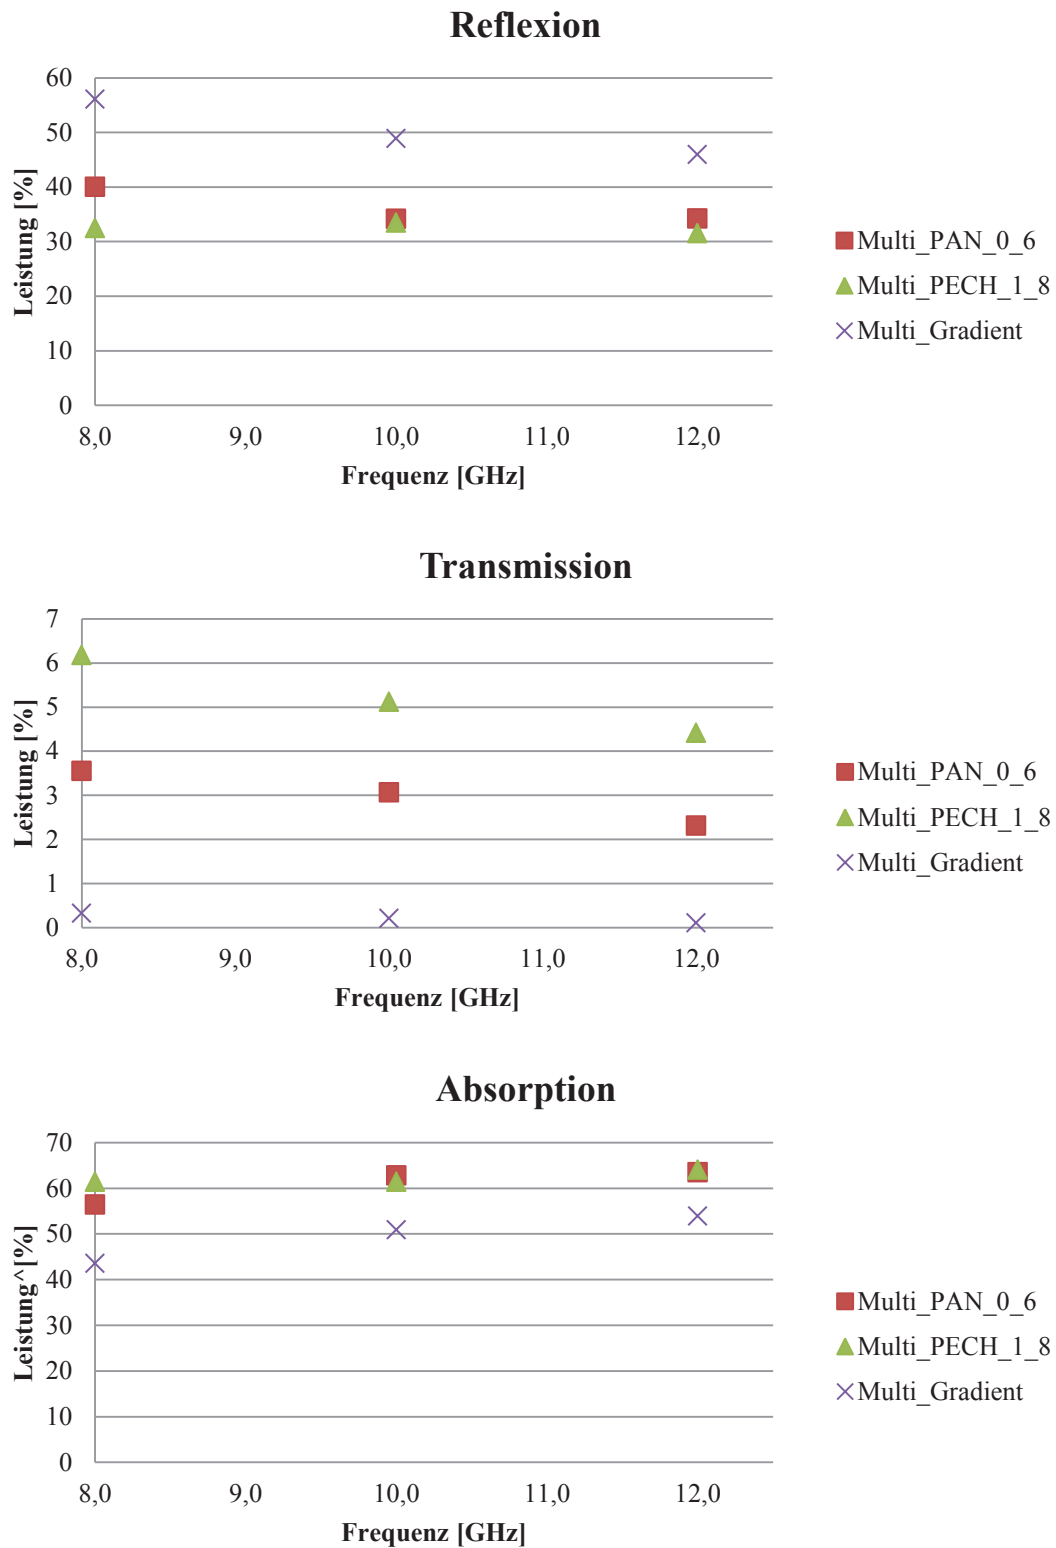 Reflexion
60
50
40
30
20
10
0
Leistung [%]
8,0 9,0 10,0 11,0 12,0
Frequenz [GHz]
Multi_PAN_0_6
Multi_PECH_1_8
Multi_Gradient
Transmission
7
6
5
4
3
2
1
0
Leistung [%]
8,0 9,0 10,0 11,0 12,0
Frequenz [GHz]
Multi_PAN_0_6
Multi_PECH_1_8
Multi_Gradient
Absorption
70
60
50
40
30
20
10
0
Leistung^[%]
8,0 9,0 10,0 11,0 12,0
Frequenz [GHz]
Multi_PAN_0_6
Multi_PECH_1_8
Multi_Gradient